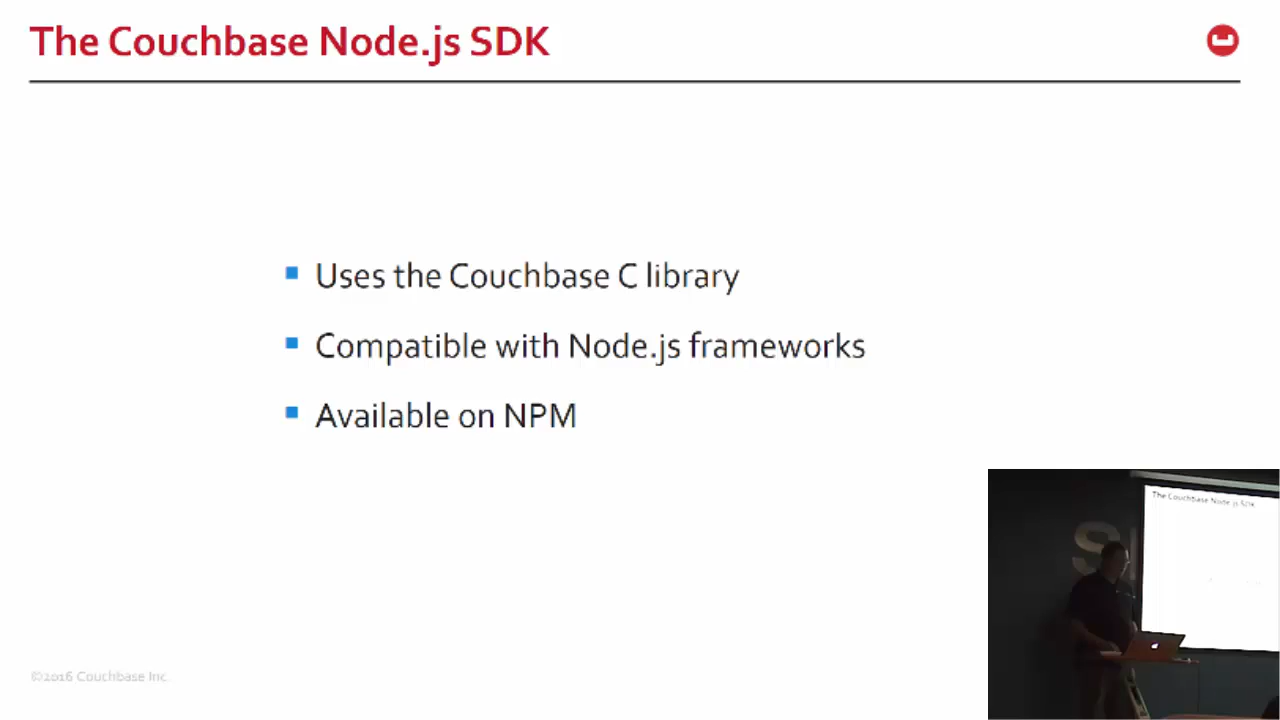 The Couchbase Node.js SDK
Uses the Couchbase C library
Compatible with Node.js frameworks
Available on NPM
©2016 Couchbase Inc.
The Couchbase Node.js SDK